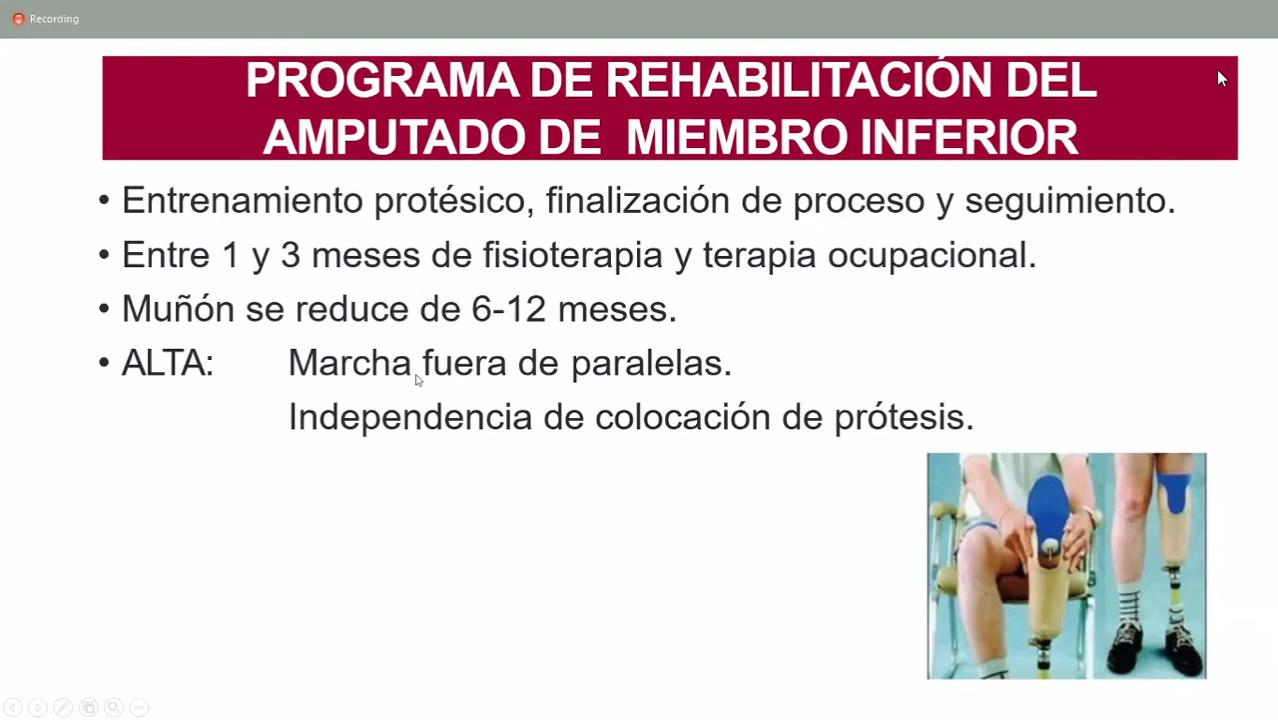 Recording
PROGRAMA DE REHABILITACIÓN DEL
AMPUTADO DE MIEMBRO INFERIOR
• Entrenamiento protésico, finalización de proceso y seguimiento.
• Entre 1 y 3 meses de fisioterapia y terapia ocupacional.
• Muñón se reduce de 6-12 meses.
• ALTA: Marcha fuera de paralelas.
Independencia de colocación de prótesis.